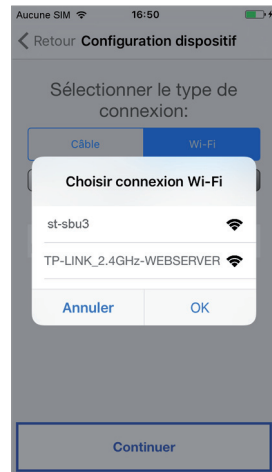 Aucune SIM 16:50
Retour Configuration dispositif
Sélectionner le type de
connexion:
Câble Wi-Fi
Choisir connexion Wi-Fi
st-sbu3
TP-LINK_2.4GHz-WEBSERVER
Annuler OK
Continuer